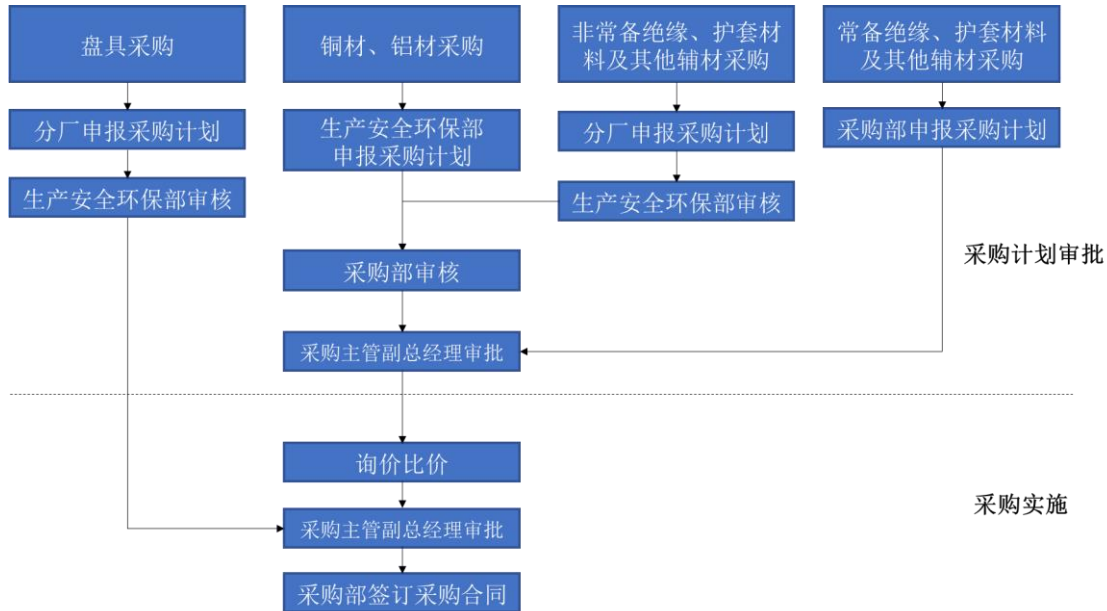 盘具采购
铜材、铝材采购
非常备绝缘、护套材
料及其他辅材采购
常备绝缘、护套材料
及其他辅材采购
分厂申报采购计划
生产安全环保部
申报采购计划
分厂申报采购计划
采购部申报采购计划
生产安全环保部审核
生产安全环保部审核
采购部审核
采购计划审批
采购主管副总经理审批
询价比价
采购实施
采购主管副总经理审批
采购部签订采购合同